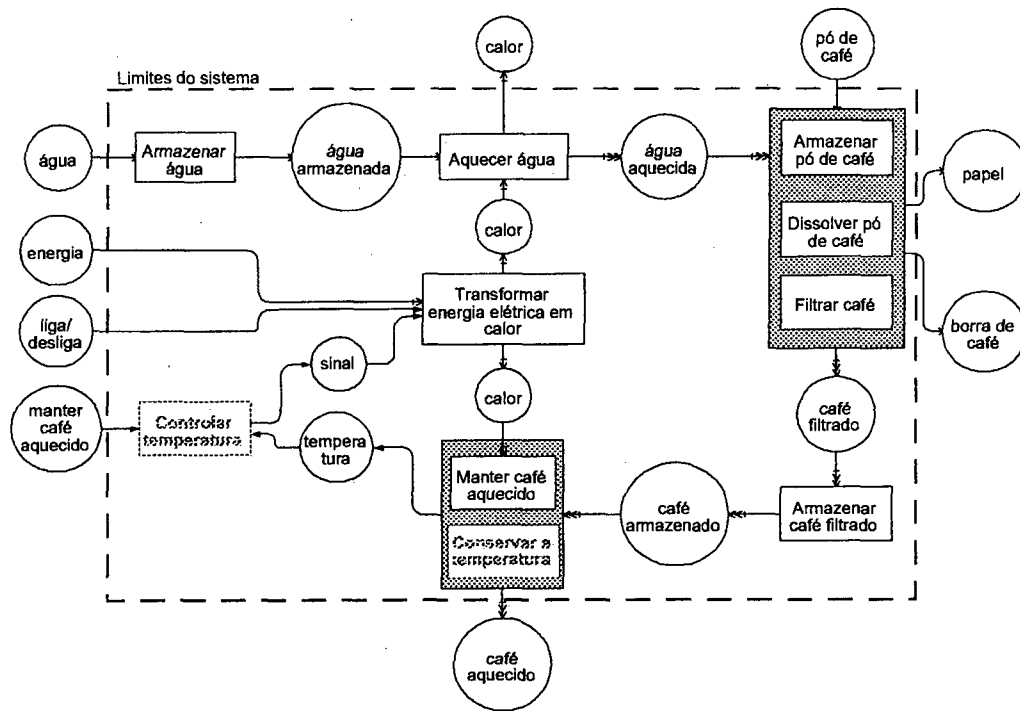 calor
pó de
café
Limites do sistema
água
Armazenar
água
água
armazenada
Aquecer água
água
aquecida
Armazenar
pó de café
papel
energia
calor
Dissolver pó
de café
liga/
desliga
Transformar
energia elétrica em
calor
Filtrar café
borra de
café
sinal
manter
café
aquecido
Controlar
temperatura
tempera
tura
calor
café
filtrado
Manter café
aquecido
café
armazenado
Armazenar
café filtrado
Conservar a
temperatura
café
aquecido